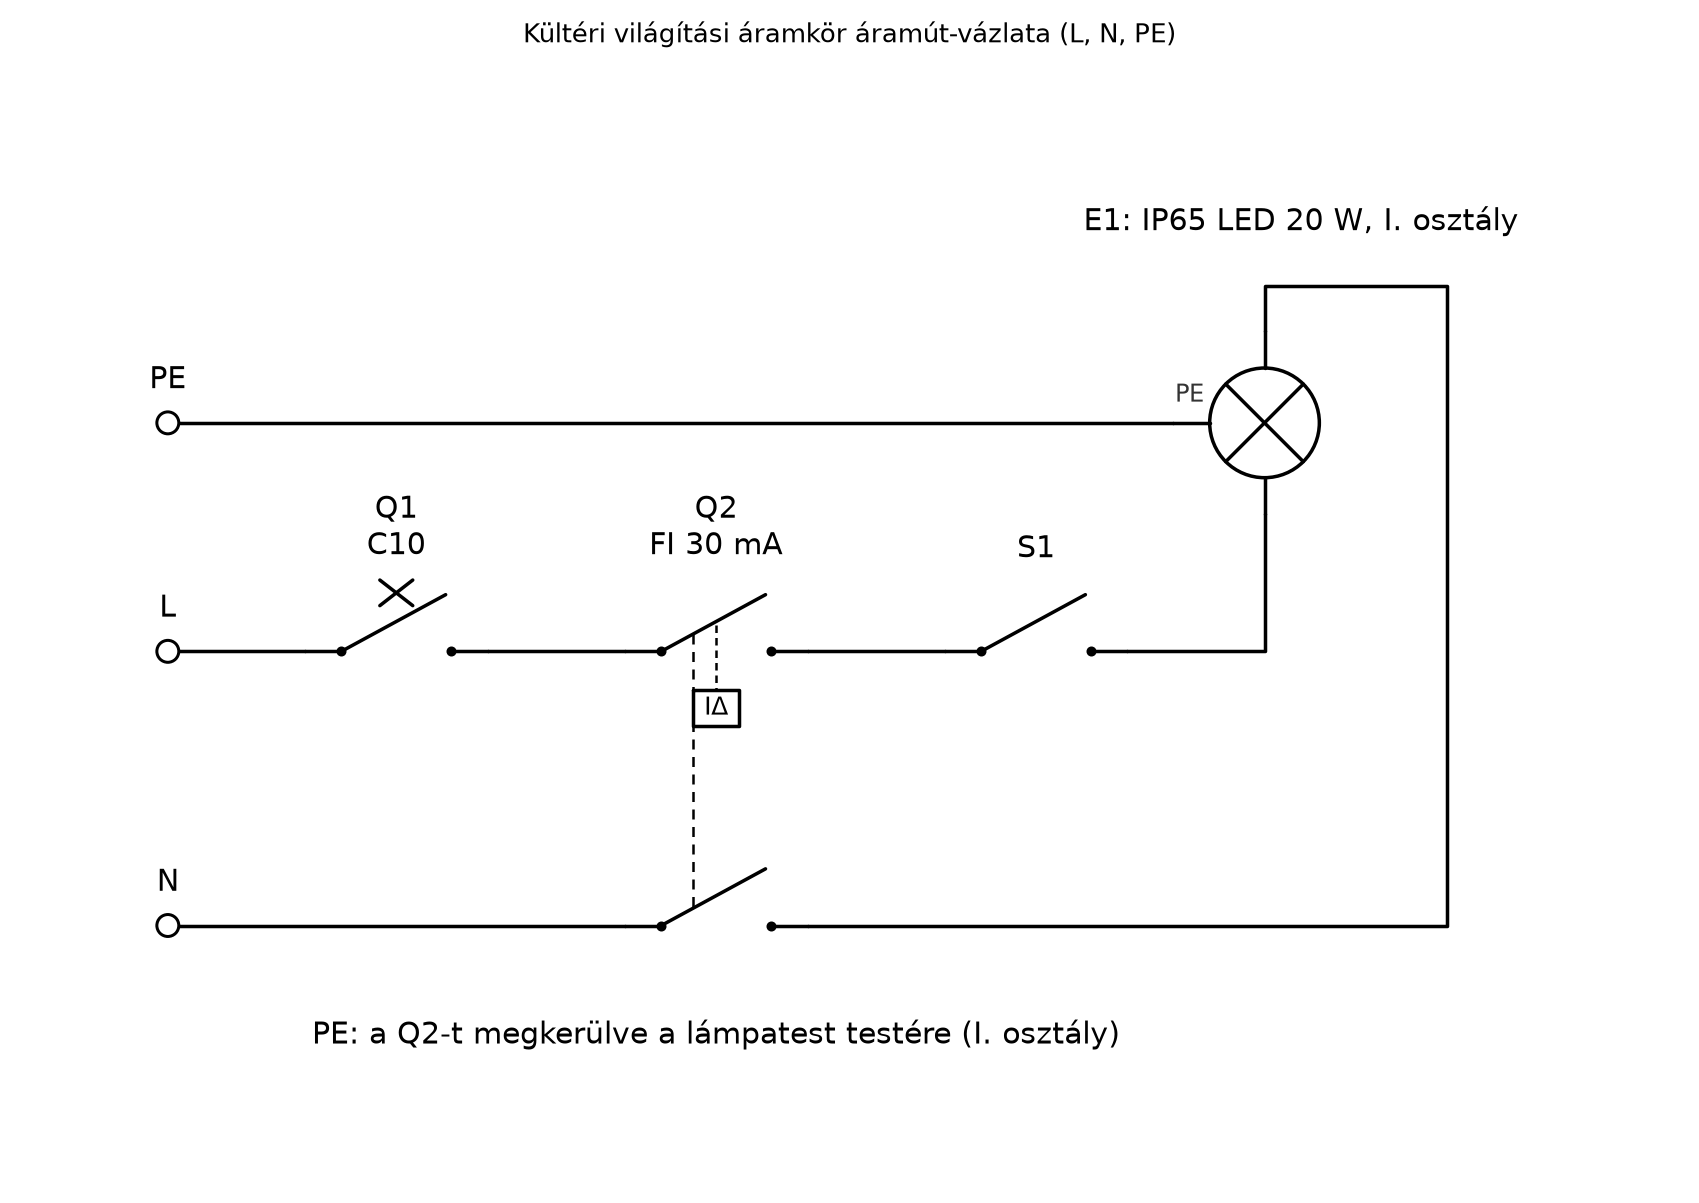 Kültéri világítási áramkör áramút-vázlata (L, N, PE)
E1: IP65 LED 20 W, I. osztály
PE
PE
Q1
C10
Q2
FI 30 mA
S1
L
IΔ
N
PE: a Q2-t megkerülve a lámpatest testére (I. osztály)